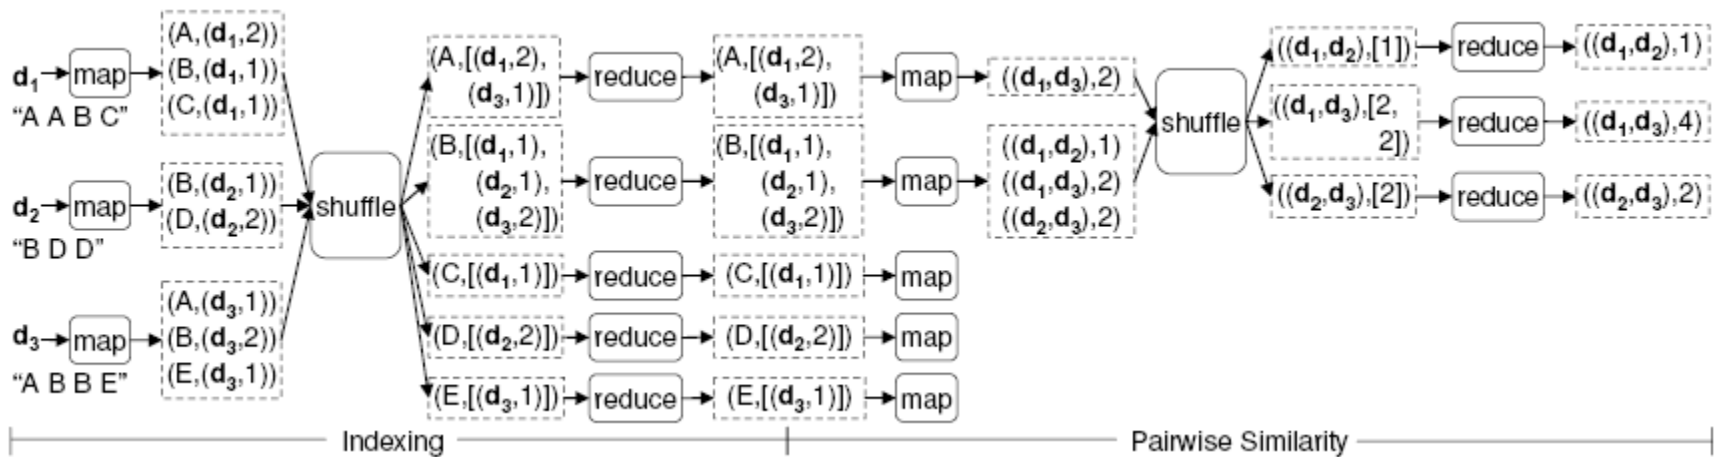 d1
map
"A A B C"
(A,(d1,2))
(B,(d1,1))
(C,(d1,1))
d2
map
"B D D"
(B,(d2,1))
(D,(d2,2))
d3
map
"A B B E"
(A,(d3,1))
(B,(d3,2))
(E,(d3,1))
shuffle
(A,[(d1,2),
(d3,1)])
reduce
(A,[(d1,2),
(d3,1)])
map
((d1,d3),2)
(B,[(d1,1),
(d2,1),
(d3,2)])
reduce
(B,[(d1,1),
(d2,1),
(d3,2)])
map
((d1,d2),1)
((d1,d3),2)
((d2,d3),2)
(C,[(d1,1)])
reduce
(C,[(d1,1)])
map
(D,[(d2,2)])
reduce
(D,[(d2,2)])
map
(E,[(d3,1)])
reduce
(E,[(d3,1)])
map
shuffle
((d1,d2),[1])
reduce
((d1,d2),1)
((d1,d3),[2,
2])
reduce
((d1,d3),4)
((d2,d3),[2])
reduce
((d2,d3),2)
Indexing
Pairwise Similarity